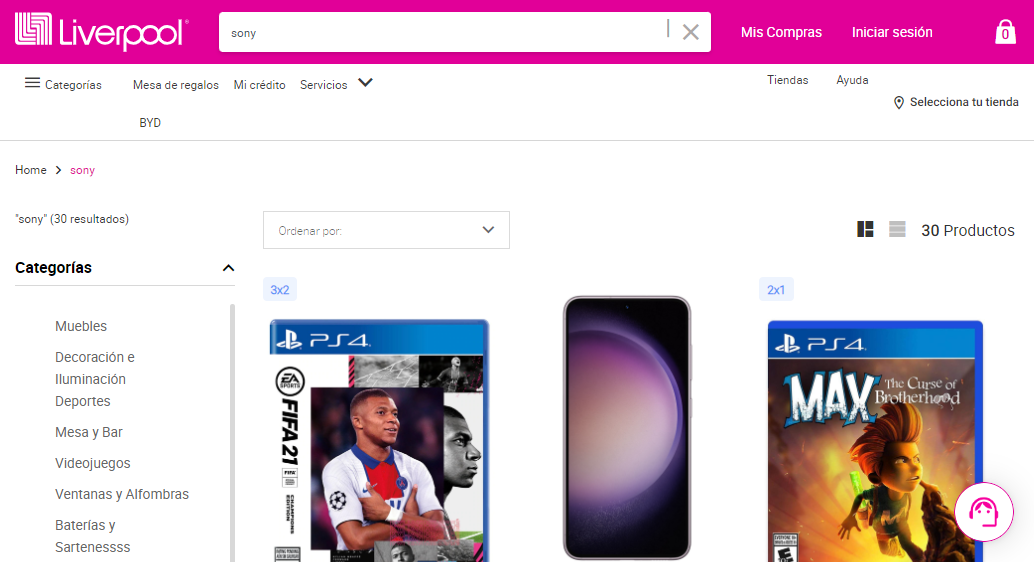 Liverpool
sony
Mis Compras
Iniciar sesión
0
Categorías
Mesa de regalos
Mi crédito
Servicios
Tiendas
Ayuda
Selecciona tu tienda
BYD
Home > sony
"sony" (30 resultados)
Ordenar por:
30 Productos
Categorías
Muebles
Decoración e
Iluminación
Deportes
Mesa y Bar
Videojuegos
Ventanas y Alfombras
Baterías y
Sartenessss
3x2
PS4
EA
SPORTS
FIFA 21
CHAMPIONS
EDITION
2x1
PS4
MAX The Curse of
Brotherhood
E